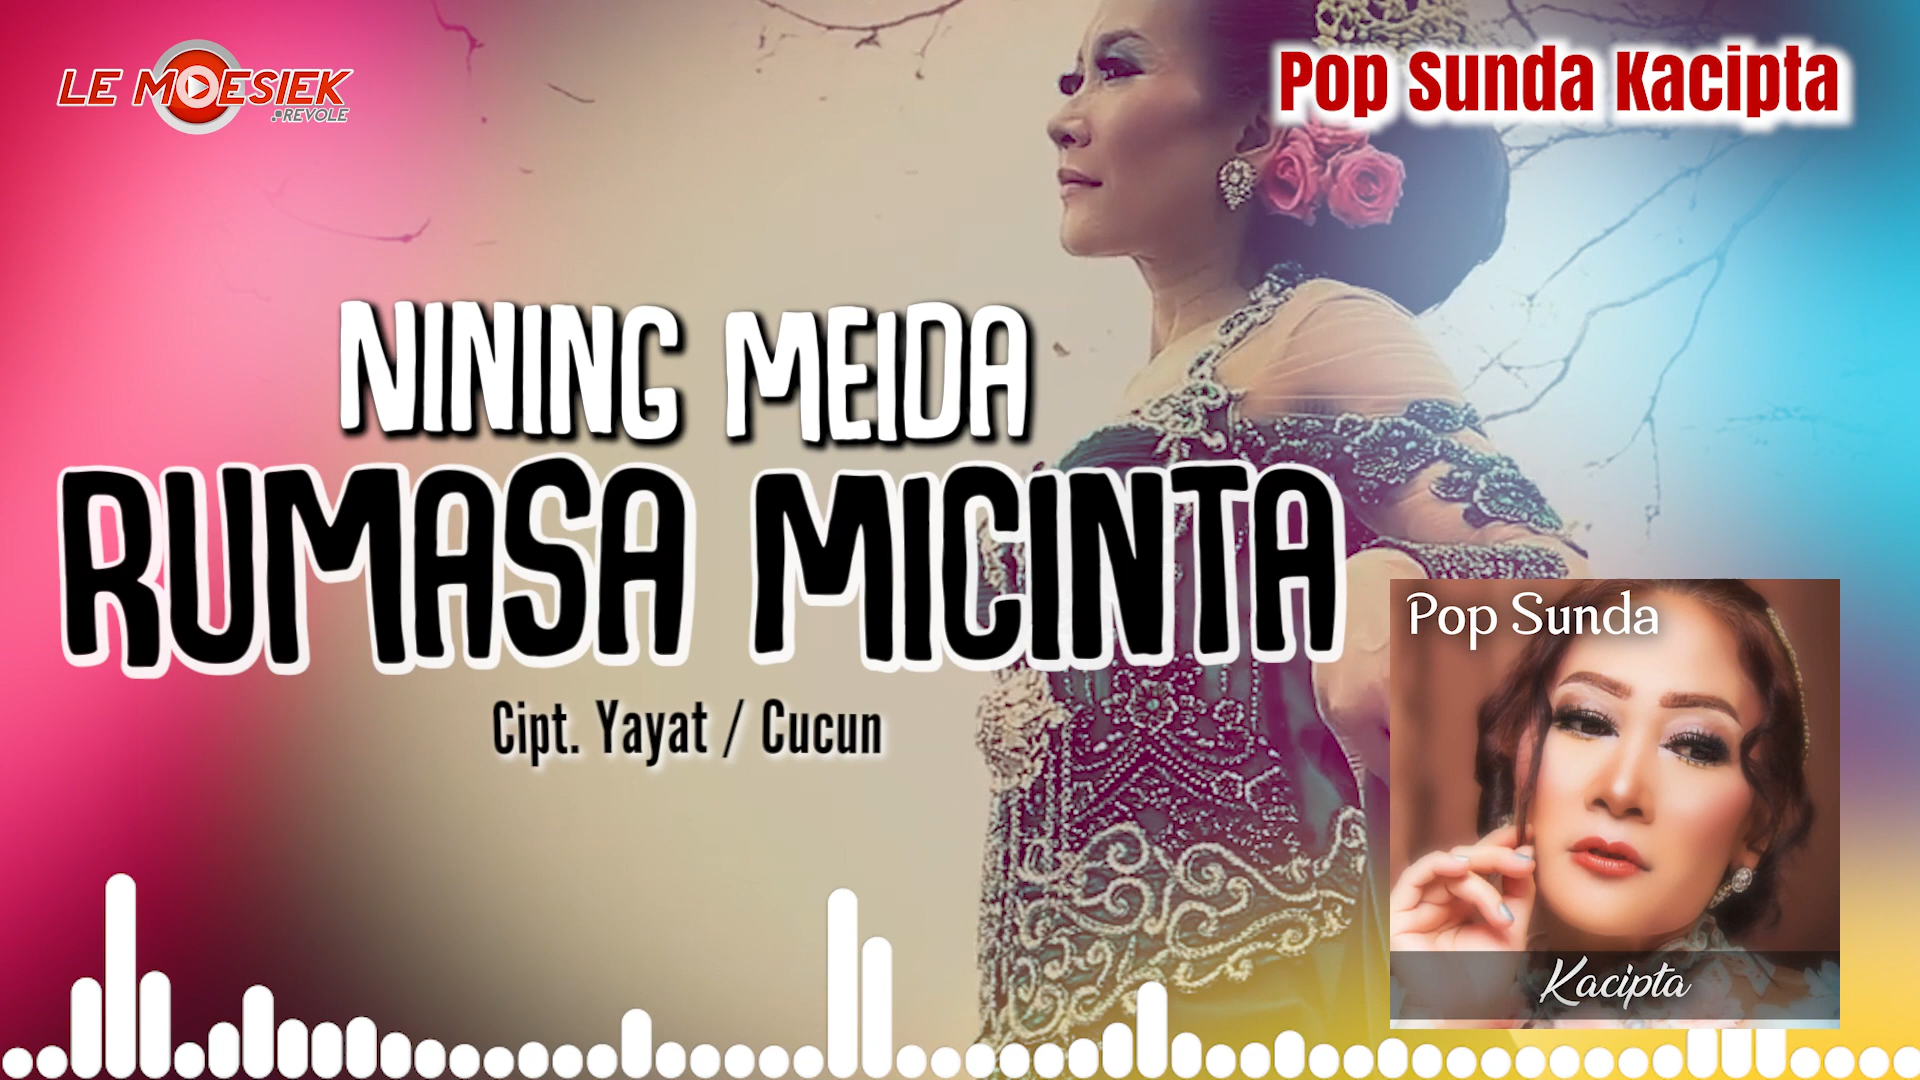 LE MOESIEK
.REVOLE
Pop Sunda Kacipta
NINING MEIDA
RUMASA MICINTA
Cipt. Yayat / Cucun
Pop Sunda
Kacipta